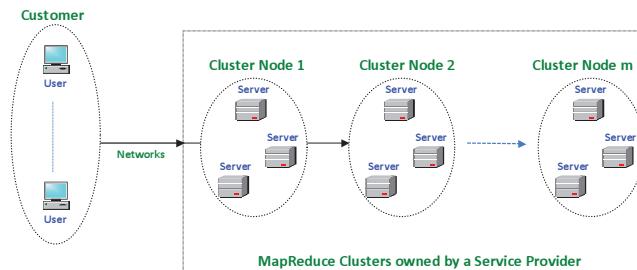 Customer
User
User
Networks
Cluster Node 1
Server
Server
Server
Cluster Node 2
Server
Server
Server
Cluster Node m
Server
Server
Server
MapReduce Clusters owned by a Service Provider